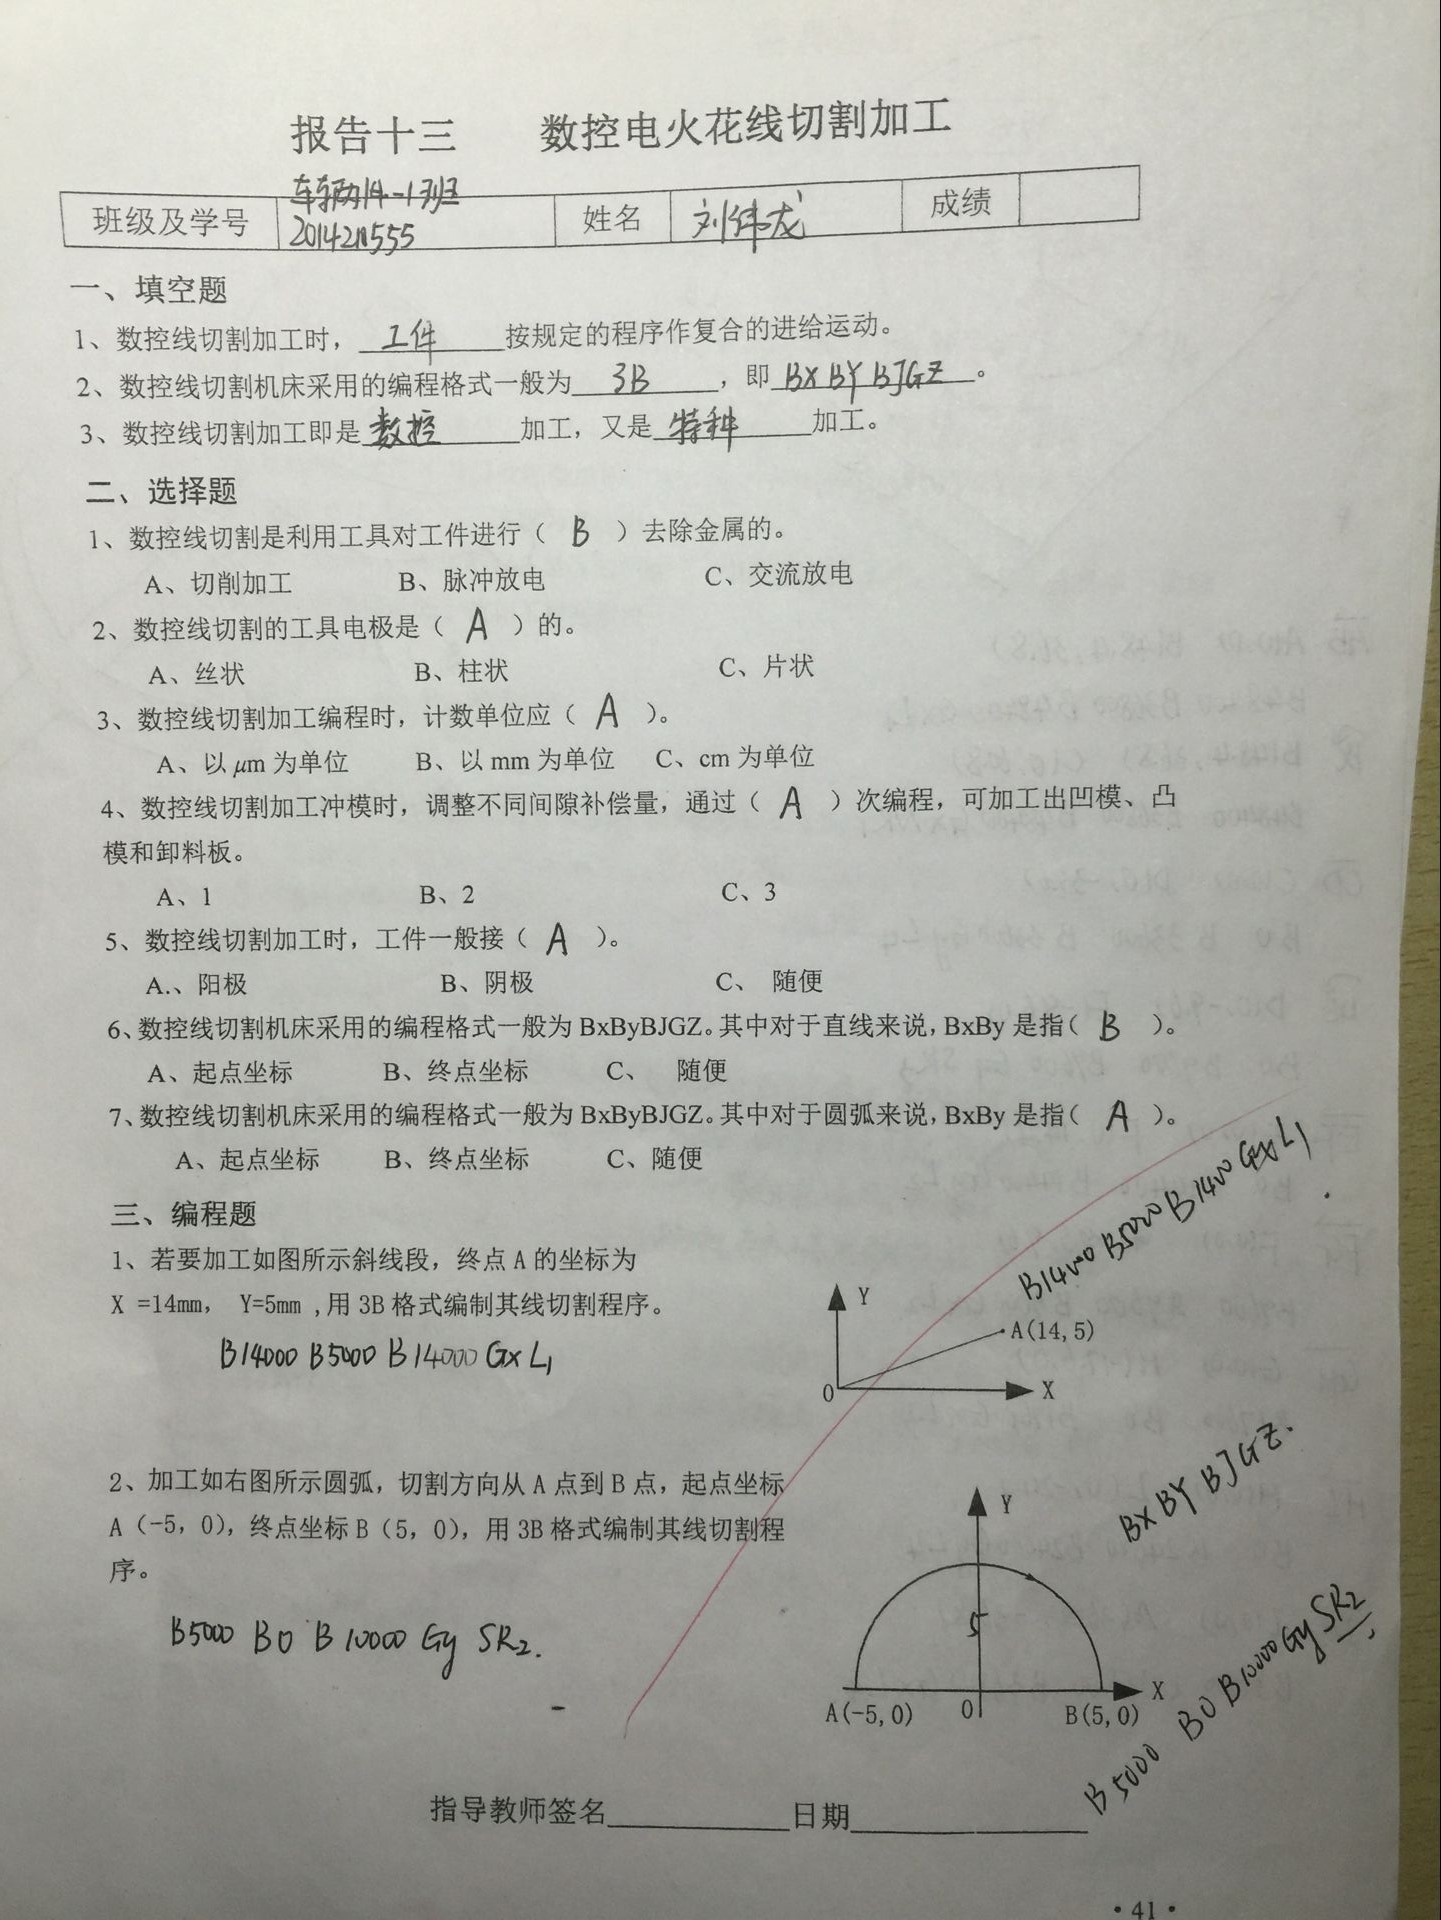 报告十三 数控电火花线切割加工
车辆14-1班
班级及学号 2014211555 姓名 刘伟龙 成绩
一、填空题
1、数控线切割加工时，工件按规定的程序作复合的进给运动。
2、数控线切割机床采用的编程格式一般为 3B ，即 BX BY BJGZ 。
3、数控线切割加工即是数控加工，又是特种加工。
二、选择题
1、数控线切割是利用工具对工件进行（ B ）去除金属的。
A、切削加工 B、脉冲放电 C、交流放电
2、数控线切割的工具电极是（ A ）的。
A、丝状 B、柱状 C、片状
3、数控线切割加工编程时，计数单位应（ A ）。
A、以 μm 为单位 B、以 mm 为单位 C、cm 为单位
4、数控线切割加工冲模时，调整不同间隙补偿量，通过（ A ）次编程，可加工出凹模、凸
模和卸料板。
A、1 B、2 C、3
5、数控线切割加工时，工件一般接（ A ）。
A.、阳极 B、阴极 C、 随便
6、数控线切割机床采用的编程格式一般为 BxByBJGZ。其中对于直线来说，BxBy 是指（ B ）。
A、起点坐标 B、终点坐标 C、 随便
7、数控线切割机床采用的编程格式一般为 BxByBJGZ。其中对于圆弧来说，BxBy 是指（ A ）。
A、起点坐标 B、终点坐标 C、随便
三、编程题
1、若要加工如图所示斜线段，终点 A 的坐标为
X =14mm， Y=5mm ,用 3B 格式编制其线切割程序。
B14000 B5000 B14000 Gx L1
B1400 B5000 B1400 Gx L1
Y
A(14,5)
0 X
2、加工如右图所示圆弧，切割方向从 A 点到 B 点，起点坐标
A（-5，0），终点坐标 B（5，0），用 3B 格式编制其线切割程
序。
B5000 B0 B10000 Gy SR2.
BX BY BJGZ.
Y
5
X
A(-5,0) 0 B(5,0)
B5000 B0 B10000 Gy SR2
指导教师签名 日期
·41·